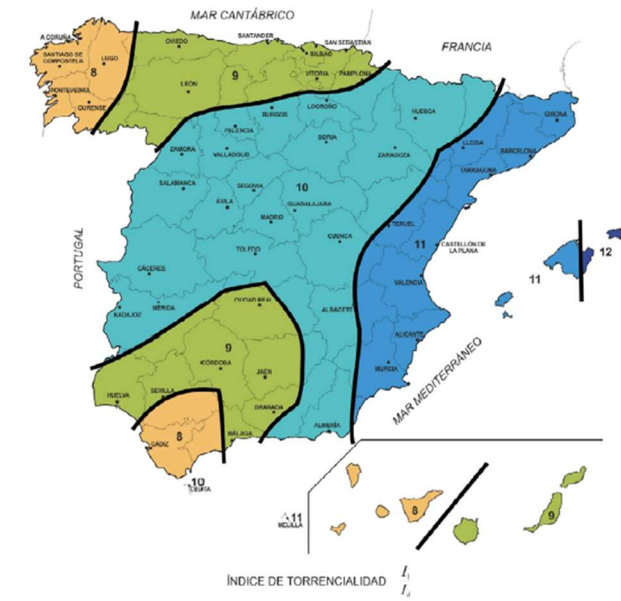 MAR CANTÁBRICO
A CORUÑA
OVIEDO
SANTANDER
SAN SEBASTIÁN
BILBAO
FRANCIA
SANTIAGO DE
COMPOSTELA
LUGO
8
9
VITORIA
PAMPLONA
LEÓN
PONTEVEDRA
OURENSE
BURGOS
LOGROÑO
HUESCA
GIRONA
PALENCIA
ZAMORA
VALLADOLID
SORIA
ZARAGOZA
LLEIDA
BARCELONA
TARRAGONA
SALAMANCA
SEGOVIA
10
ÁVILA
GUADALAJARA
MADRID
TERUEL
CUENCA
11
CASTELLÓN DE
LA PLANA
12
11
PORTUGAL
TOLEDO
CÁCERES
VALENCIA
CIUDAD REAL
ALBACETE
BADAJOZ
MÉRIDA
ALICANTE
9
CÓRDOBA
JAÉN
MURCIA
MAR MEDITERRÁNEO
HUELVA
SEVILLA
GRANADA
8
CÁDIZ
MÁLAGA
ALMERÍA
10
CEUTA
11
MELILLA
8
9
ÍNDICE DE TORRENCIALIDAD I₁
I_d